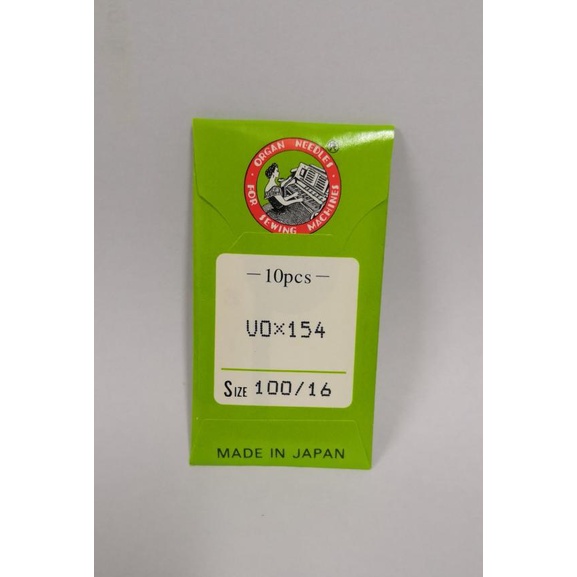 ORGAN NEEDLES ®
FOR SEWING MACHINES
—10pcs—
UO×154
SIZE 100/16
MADE IN JAPAN